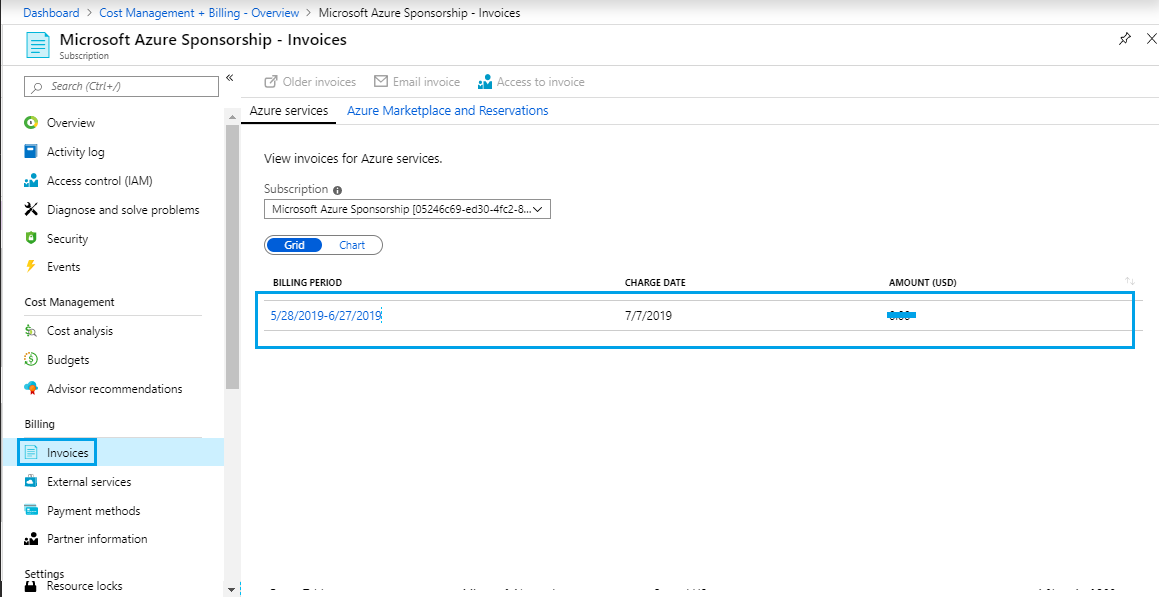 Dashboard > Cost Management + Billing - Overview > Microsoft Azure Sponsorship - Invoices
Microsoft Azure Sponsorship - Invoices
Subscription
Search (Ctrl+/)
«
Overview
Activity log
Access control (IAM)
Diagnose and solve problems
Security
Events
Cost Management
Cost analysis
Budgets
Advisor recommendations
Billing
Invoices
External services
Payment methods
Partner information
Settings
Resource locks
Older invoices Email invoice Access to invoice
Azure services Azure Marketplace and Reservations
View invoices for Azure services.
Subscription
Microsoft Azure Sponsorship [05246c69-ed30-4fc2-8...
Grid Chart
BILLING PERIOD CHARGE DATE AMOUNT (USD)
5/28/2019-6/27/2019 7/7/2019